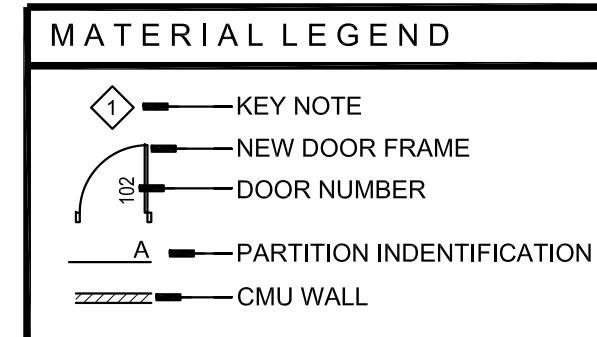 MATERIAL LEGEND
1 KEY NOTE
NEW DOOR FRAME
102 DOOR NUMBER
A PARTITION INDENTIFICATION
CMU WALL